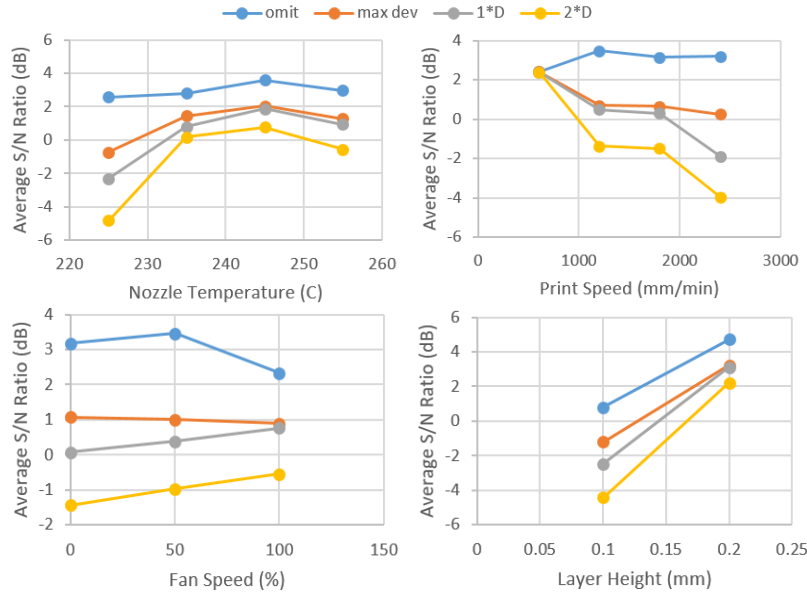 omit max dev 1*D 2*D
Average S/N Ratio (dB)
6
4
2
0
-2
-4
-6
220 230 240 250 260
Nozzle Temperature (C)
Average S/N Ratio (dB)
4
2
0
-2
-4
-6
0 1000 2000 3000
Print Speed (mm/min)
Average S/N Ratio (dB)
4
3
2
1
0
-1
-2
0 50 100 150
Fan Speed (%)
Average S/N Ratio (dB)
6
4
2
0
-2
-4
-6
0 0.05 0.1 0.15 0.2 0.25
Layer Height (mm)